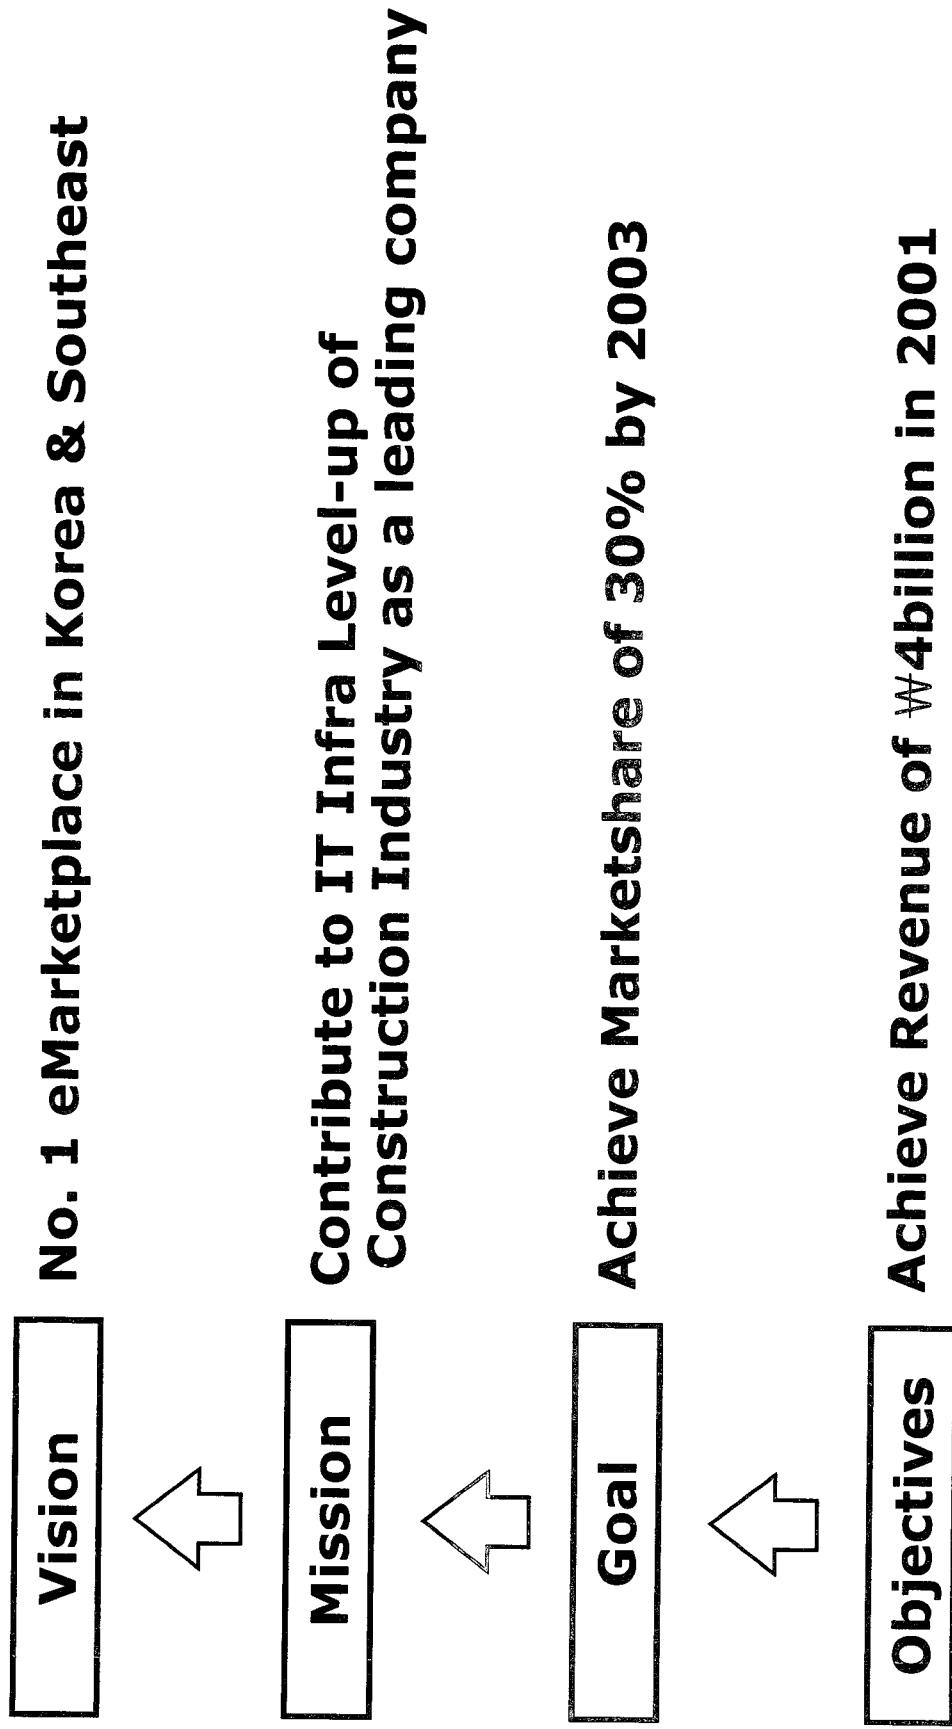 Vision
No. 1 eMarketplace in Korea & Southeast
Mission
Contribute to IT Infra Level-up of
Construction Industry as a leading company
Goal
Achieve Marketshare of 30% by 2003
Objectives
Achieve Revenue of ₩4billion in 2001